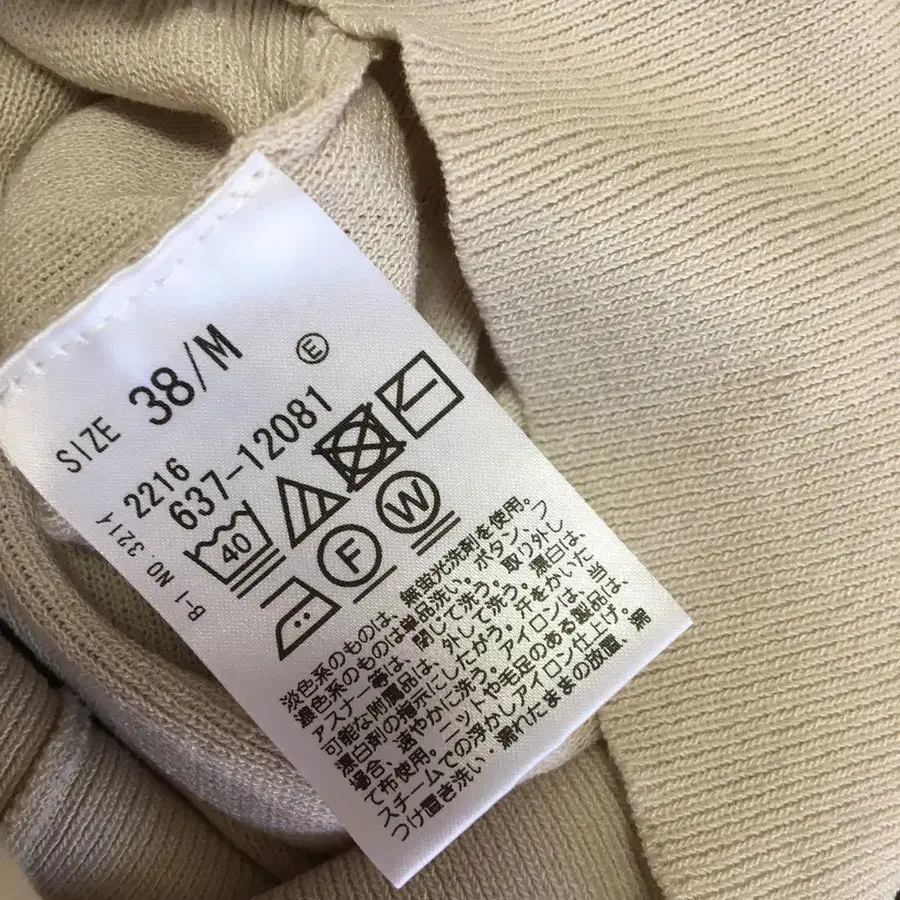 SIZE 38/M
E
B-1 NO.3214 2216
637-12081
40
F
W
淡色系のものは、無蛍光洗剤を使用。
濃色系のものは単品洗い。ボタン、フ
ァスナー等は、閉じて洗う。取り外し
可能な附属品は、外して洗う。漂白は、
漂白剤の指示にしたがう。汗をかいた
場合、速やかに洗う。アイロンは、当
て布使用。ニットや毛足のある製品は、
スチームでの浮かしアイロン仕上げ。
つけ置き洗い・濡れたままの放置、無